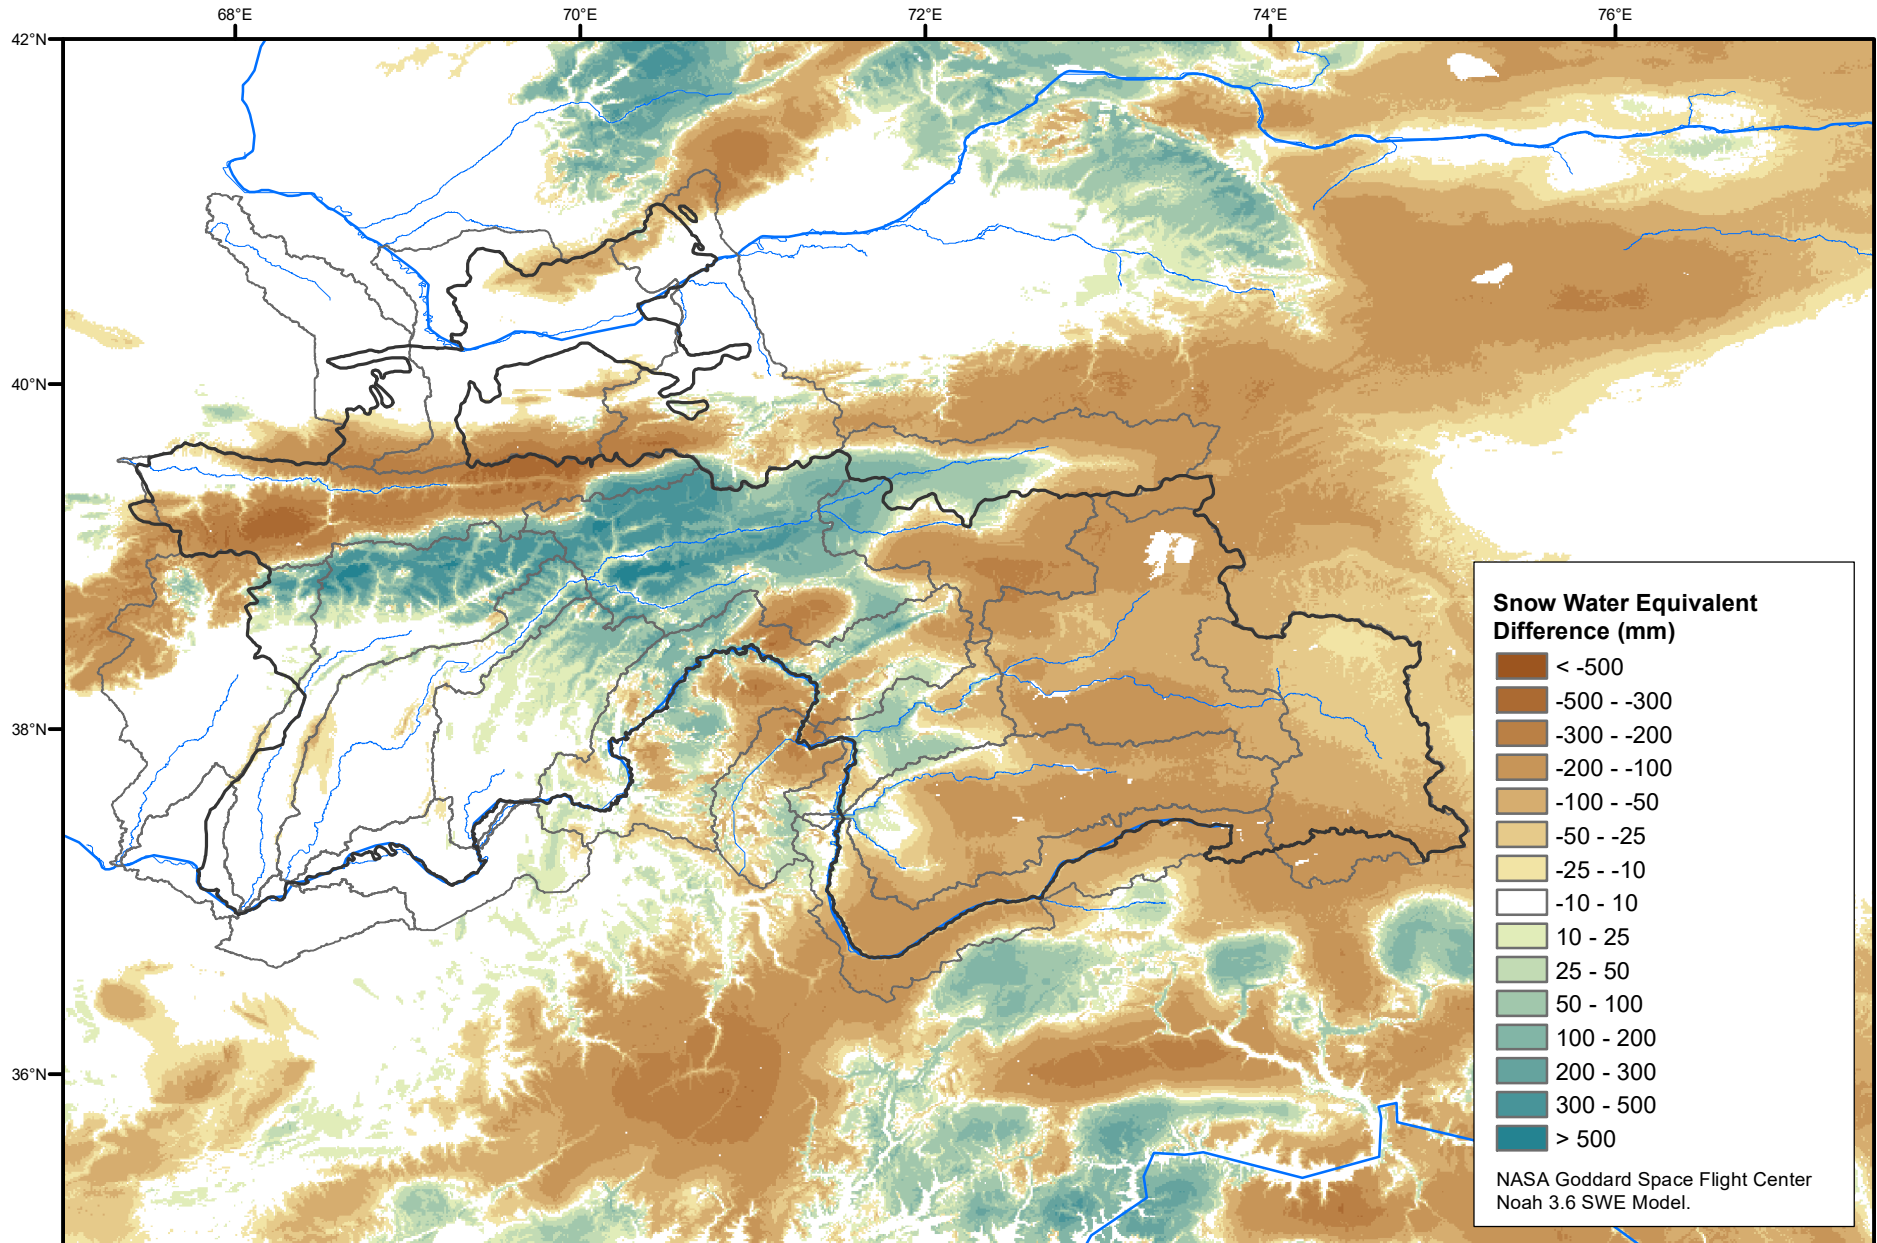 68°E
70°E
72°E
74°E
76°E
42°N
40°N
38°N
36°N
Snow Water Equivalent
Difference (mm)
< -500
-500 - -300
-300 - -200
-200 - -100
-100 - -50
-50 - -25
-25 - -10
-10 - 10
10 - 25
25 - 50
50 - 100
100 - 200
200 - 300
300 - 500
> 500
NASA Goddard Space Flight Center
Noah 3.6 SWE Model.